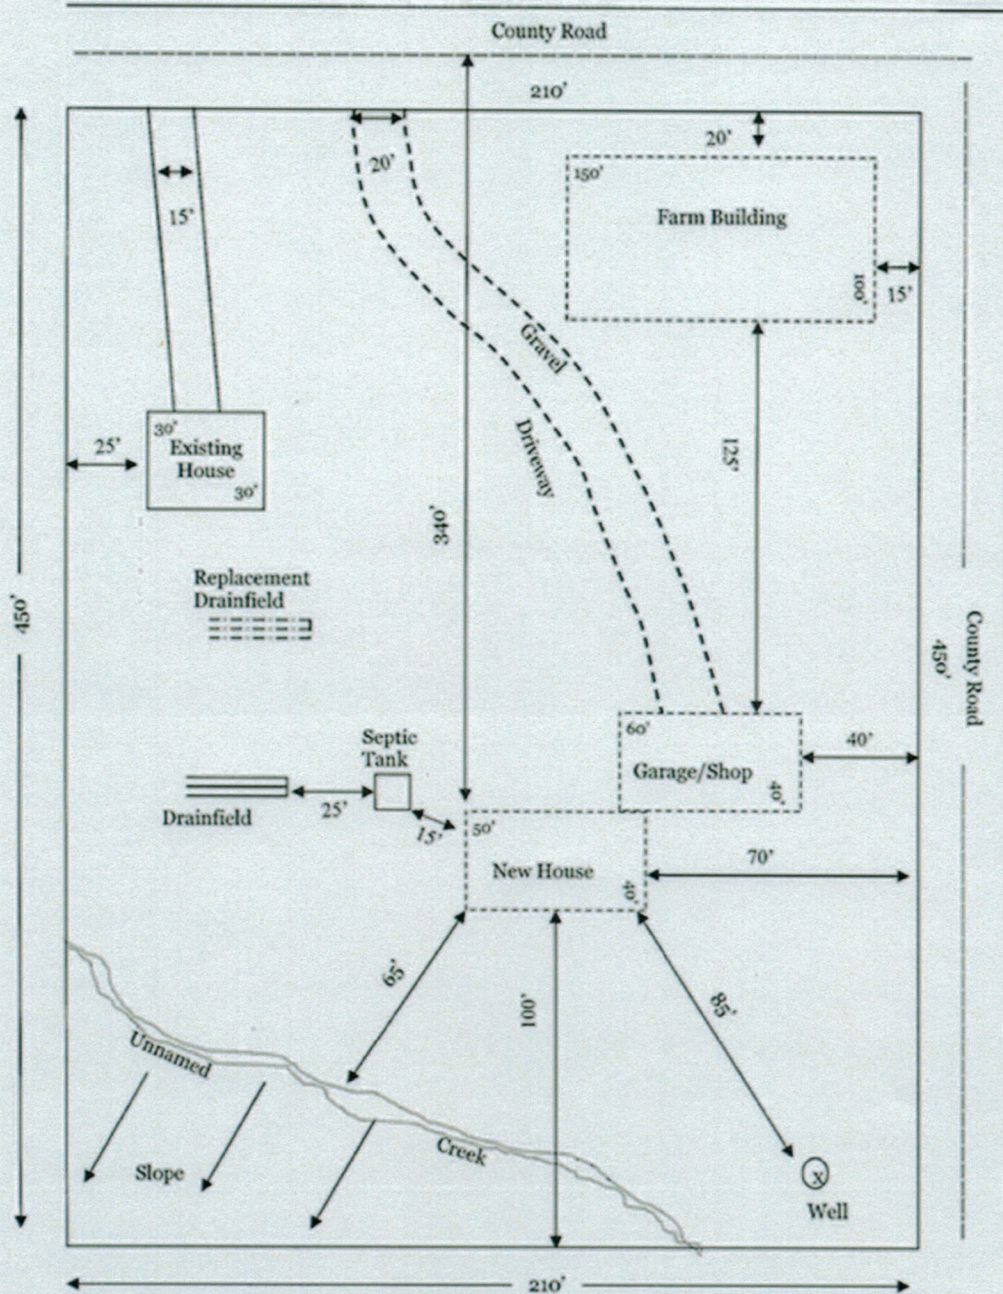 County Road
210'
20'
20'
150'
Farm Building
100'
15'
15'
Gravel
Driveway
125'
25'
30'
Existing
House
30'
340'
450'
Replacement
Drainfield
450'
County Road
60'
Garage/Shop
40'
40'
Septic
Tank
Drainfield
25'
15'
50'
New House
40'
70'
65'
100'
85'
Unnamed
Creek
Slope
X
Well
210'